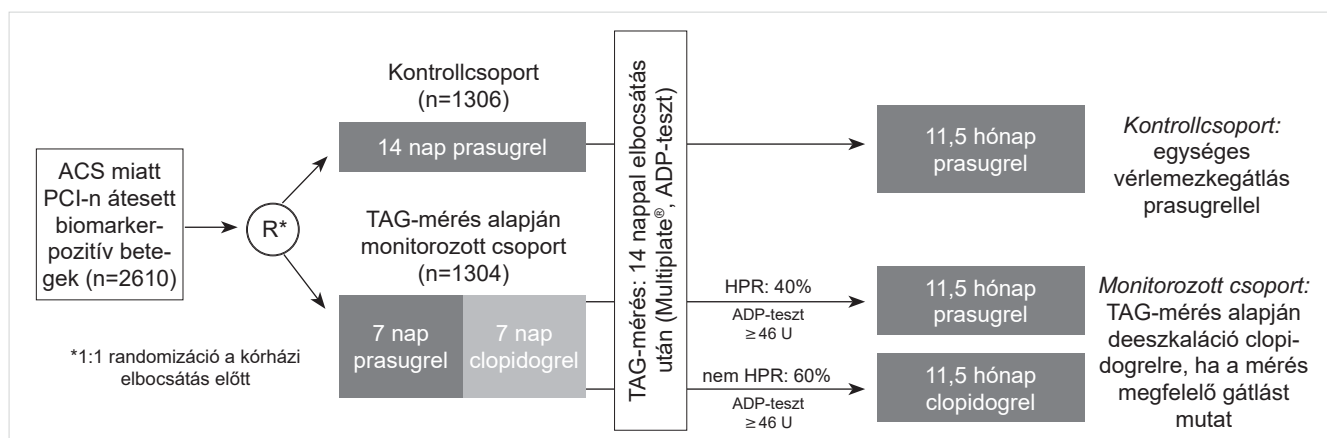 ACS miatt
PCI-n átesett
biomarker-
pozitív bete-
gek (n=2610)
R*
*1:1 randomizáció a kórházi
elbocsátás előtt
Kontrollcsoport
(n=1306)
14 nap prasugrel
TAG-mérés alapján
monitorozott csoport
(n=1304)
7 nap
prasugrel
7 nap
clopidogrel
TAG-mérés: 14 nappal elbocsátás
után (Multiplate®, ADP-teszt)
HPR: 40%
ADP-teszt
≥ 46 U
nem HPR: 60%
ADP-teszt
≥ 46 U
11,5 hónap
prasugrel
11,5 hónap
prasugrel
11,5 hónap
clopidogrel
Kontrollcsoport:
egységes
vérlemezkegátlás
prasugrellel
Monitorozott csoport:
TAG-mérés alapján
deeszkaláció clopi-
dogrelre, ha a mérés
megfelelő gátlást
mutat